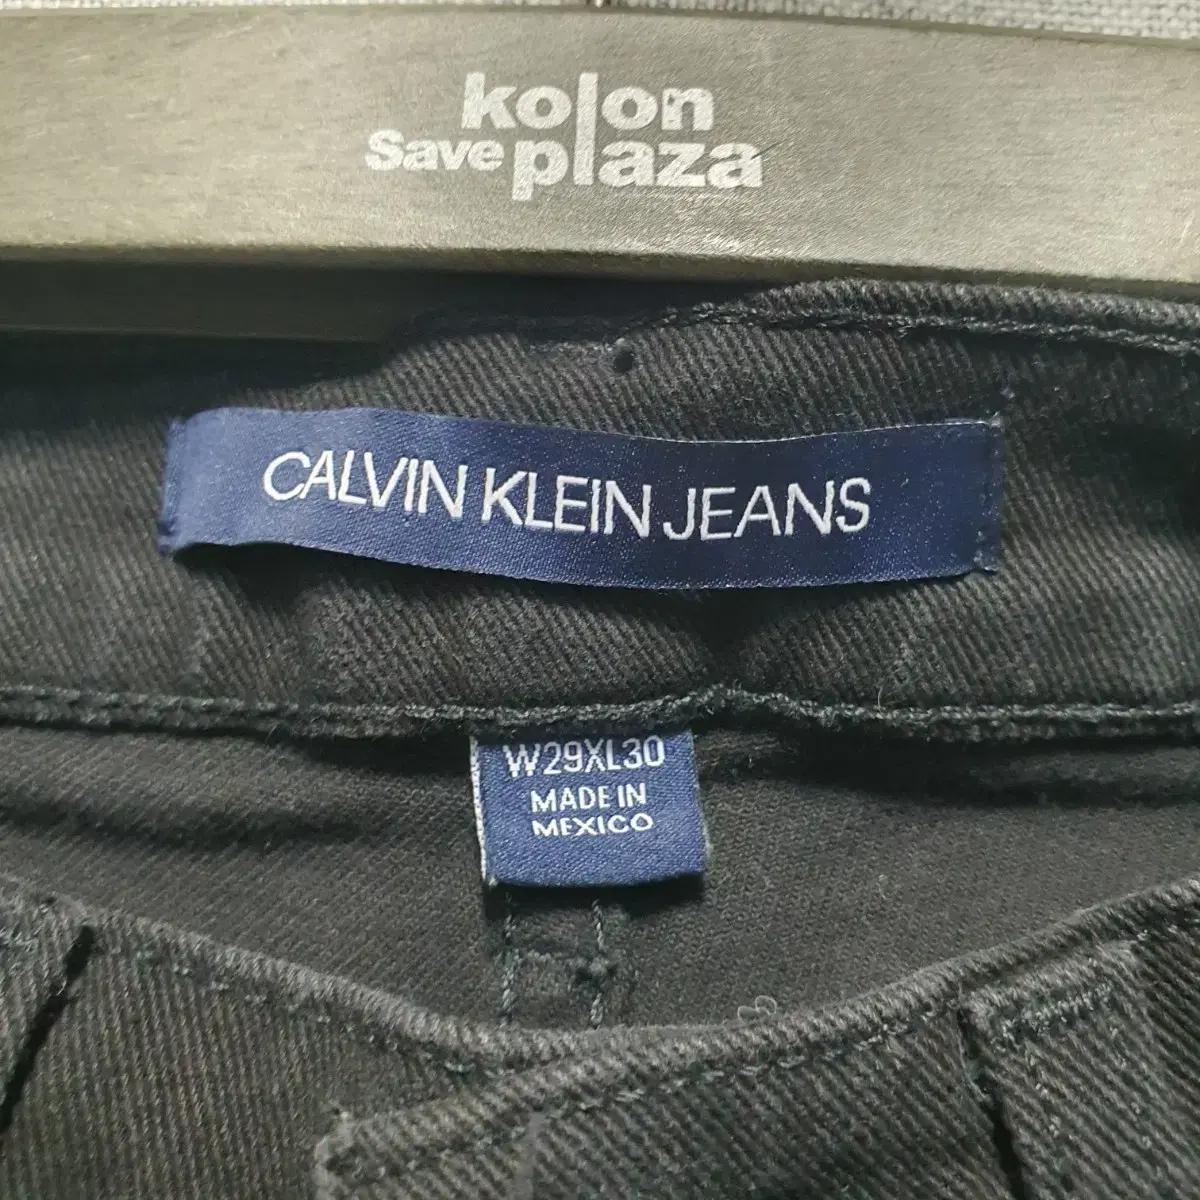 kolon
Save plaza
CALVIN KLEIN JEANS
W29XL30
MADE IN
MEXICO